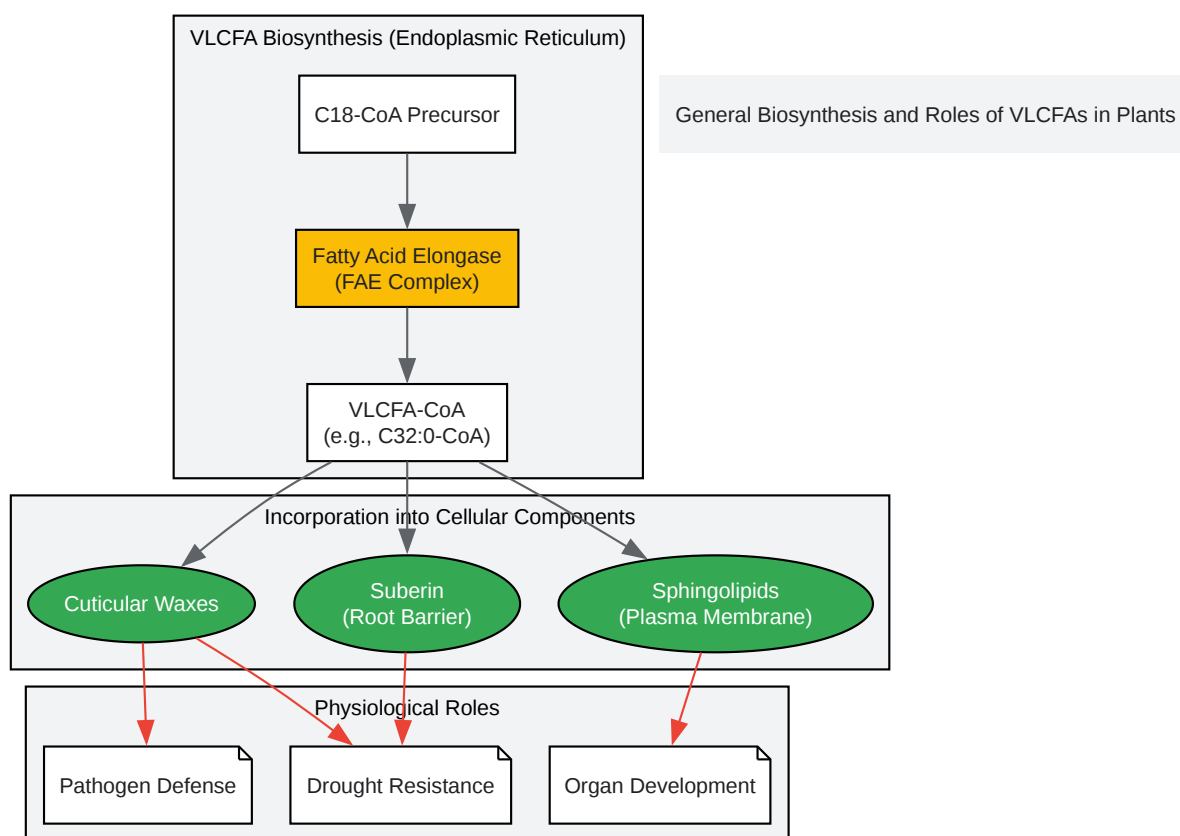 VLCFA Biosynthesis (Endoplasmic Reticulum)
C18-CoA Precursor
General Biosynthesis and Roles of VLCFAs in Plants
Fatty Acid Elongase
(FAE Complex)
VLCFA-CoA
(e.g., C32:0-CoA)
Incorporation into Cellular Components
Cuticular Waxes
Suberin
(Root Barrier)
Sphingolipids
(Plasma Membrane)
Physiological Roles
Pathogen Defense
Drought Resistance
Organ Development